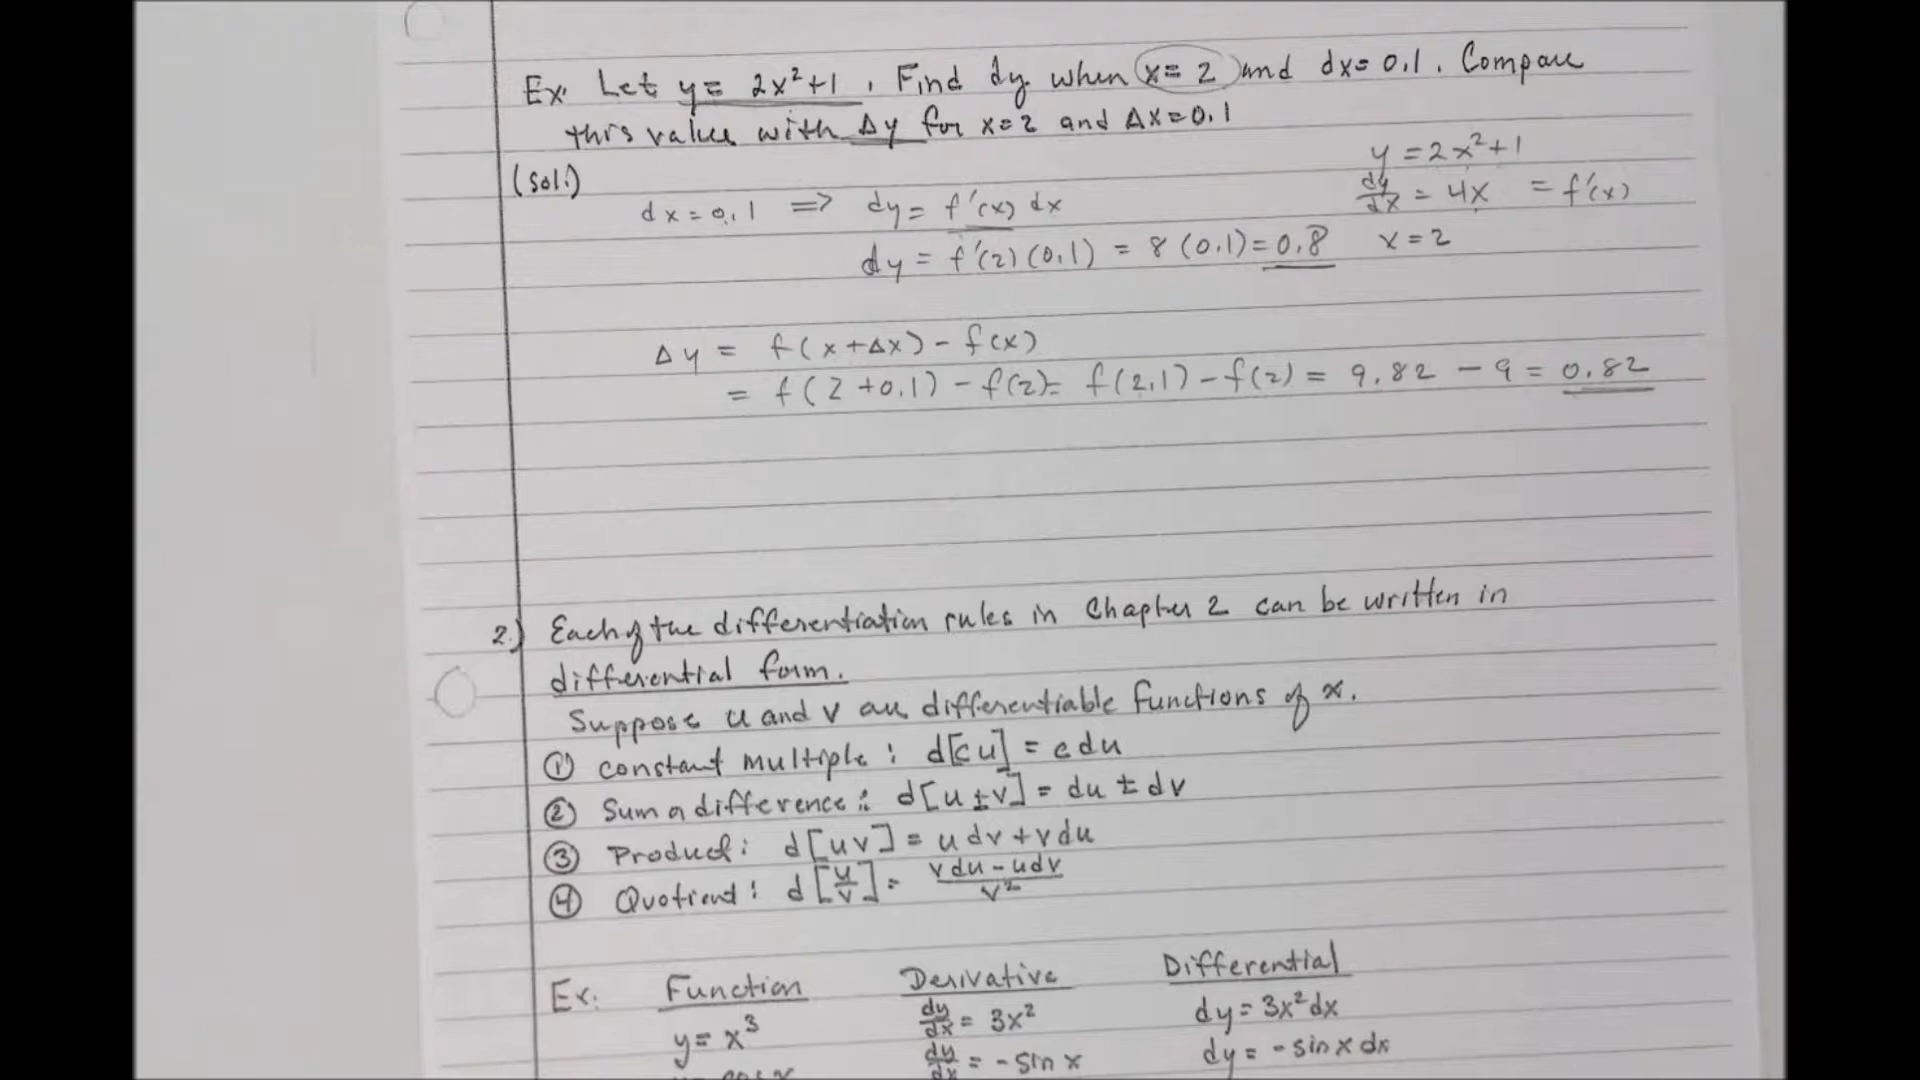 Ex. Let y = 2x²+1, Find dy when x = 2 and dx = 0.1. Compare
this value with Δy for x=2 and Δx=0.1
(sol.)
y = 2x²+1
dx = 0.1 ⇒ dy = f'(x) dx
dy/dx = 4x = f'(x)
dy = f'(2)(0.1) = 8(0.1) = 0.8
x = 2
Δy = f(x+Δx) - f(x)
= f(2+0.1) - f(2) = f(2.1) - f(2) = 9.82 - 9 = 0.82
2.) Each of the differentiation rules in Chapter 2 can be written in
differential form.
Suppose u and v are differentiable functions of x.
① constant multiple: d[cu] = c du
② Sum or difference: d[u±v] = du ± dv
③ Product: d[uv] = u dv + v du
④ Quotient: d[u/v] = (v du - u dv)/v²
Ex. Function Derivative Differential
y = x³ dy/dx = 3x² dy = 3x² dx
y = cos x dy/dx = - sin x dy = - sin x dx